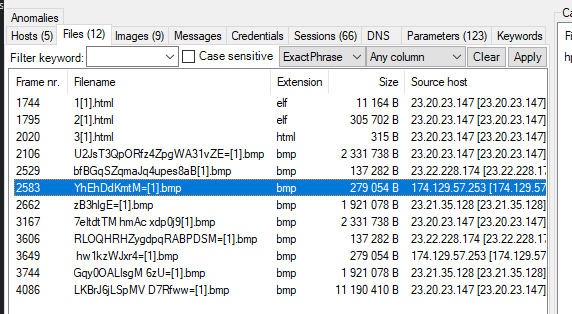 Anomalies
Hosts (5) Files (12) Images (9) Messages Credentials Sessions (66) DNS Parameters (123) Keywords
Filter keyword: Case sensitive ExactPhrase Any column Clear Apply
Frame nr. Filename Extension Size Source host
1744 1[1].html elf 11 164 B 23.20.23.147 [23.20.23.147]
1795 2[1].html elf 305 702 B 23.20.23.147 [23.20.23.147]
2020 3[1].html html 315 B 23.20.23.147 [23.20.23.147]
2106 U2JsT3QpORfz4ZpgWA31vZE=[1].bmp bmp 2 331 738 B 23.20.23.147 [23.20.23.147]
2529 bfBGqSZqmaJq4upes8aB[1].bmp bmp 137 282 B 23.22.228.174 [23.22.228.17
2583 YhEhDdKmtM=[1].bmp bmp 279 054 B 174.129.57.253 [174.129.57
2662 zB3hIgE=[1].bmp bmp 1 921 078 B 23.21.35.128 [23.21.35.128]
3167 7eItdtTM hmAc xdp0j9[1].bmp bmp 2 331 738 B 23.20.23.147 [23.20.23.147]
3606 RLOQHRHZygdpqRABPDSM=[1].bmp bmp 137 282 B 23.22.228.174 [23.22.228.17
3649 hw1kzWJxr4=[1].bmp bmp 279 054 B 174.129.57.253 [174.129.57
3744 Gqy0OALIsgM 6zU=[1].bmp bmp 1 921 078 B 23.21.35.128 [23.21.35.128]
4086 LKBrJ6jLSpMV D7Rfww=[1].bmp bmp 11 190 410 B 23.20.23.147 [23.20.23.147]